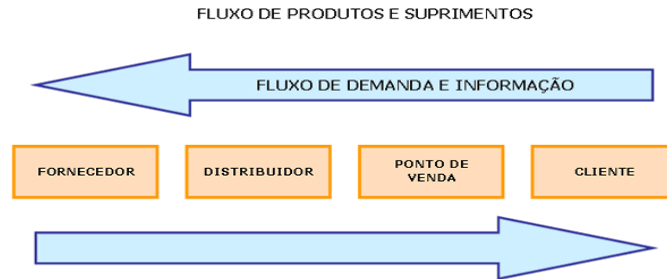 FLUXO DE PRODUTOS E SUPRIMENTOS
FLUXO DE DEMANDA E INFORMAÇÃO
FORNECEDOR
DISTRIBUIDOR
PONTO DE
VENDA
CLIENTE